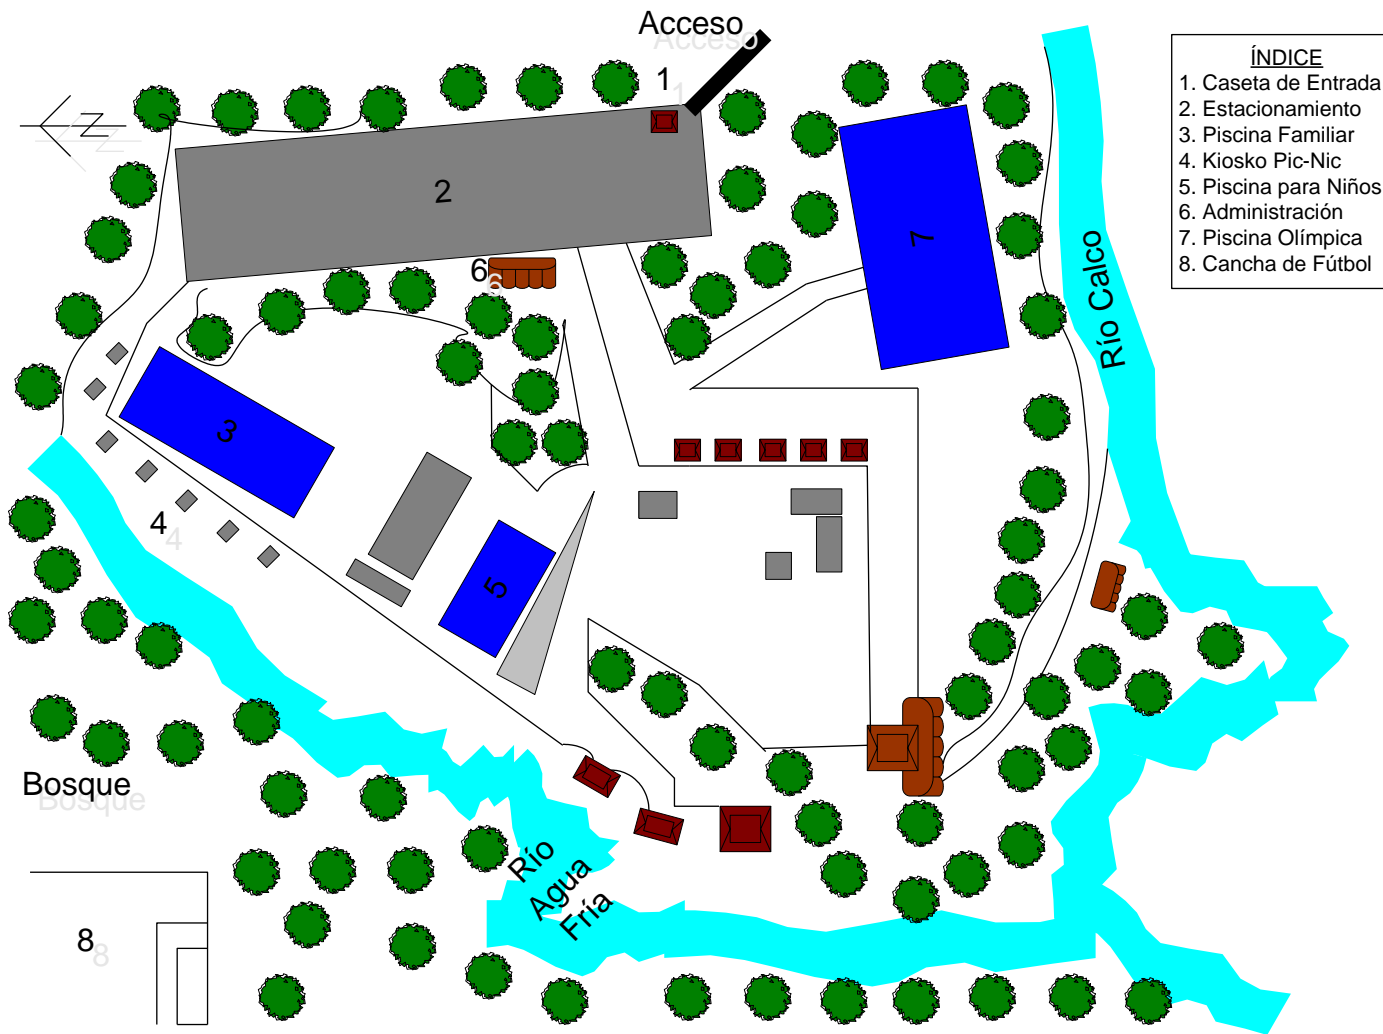 Acceso
1
ÍNDICE
1. Caseta de Entrada
2. Estacionamiento
3. Piscina Familiar
4. Kiosko Pic-Nic
5. Piscina para Niños
6. Administración
7. Piscina Olímpica
8. Cancha de Fútbol
N
2
7
Río Calco
6
3
4
5
Bosque
Río
Agua
Fría
8